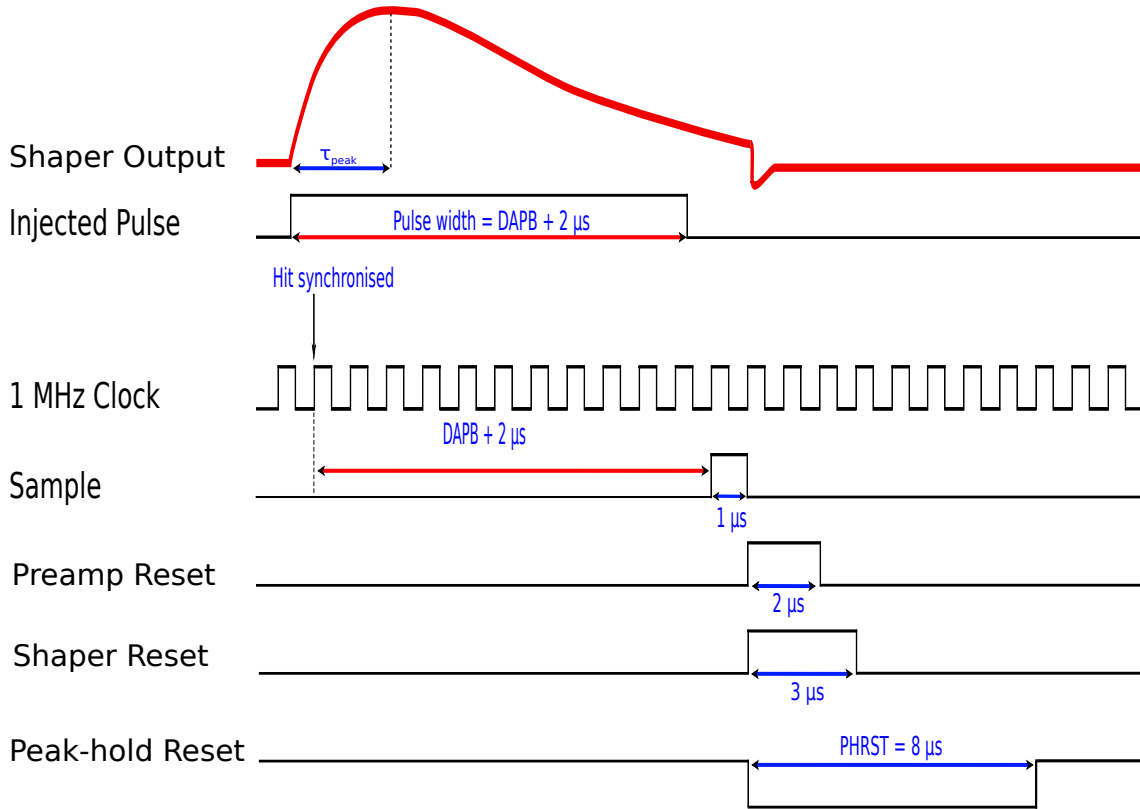 Shaper Output
τpeak
Injected Pulse
Pulse width = DAPB + 2 µs
Hit synchronised
1 MHz Clock
DAPB + 2 µs
Sample
1 µs
Preamp Reset
2 µs
Shaper Reset
3 µs
Peak-hold Reset
PHRST = 8 µs